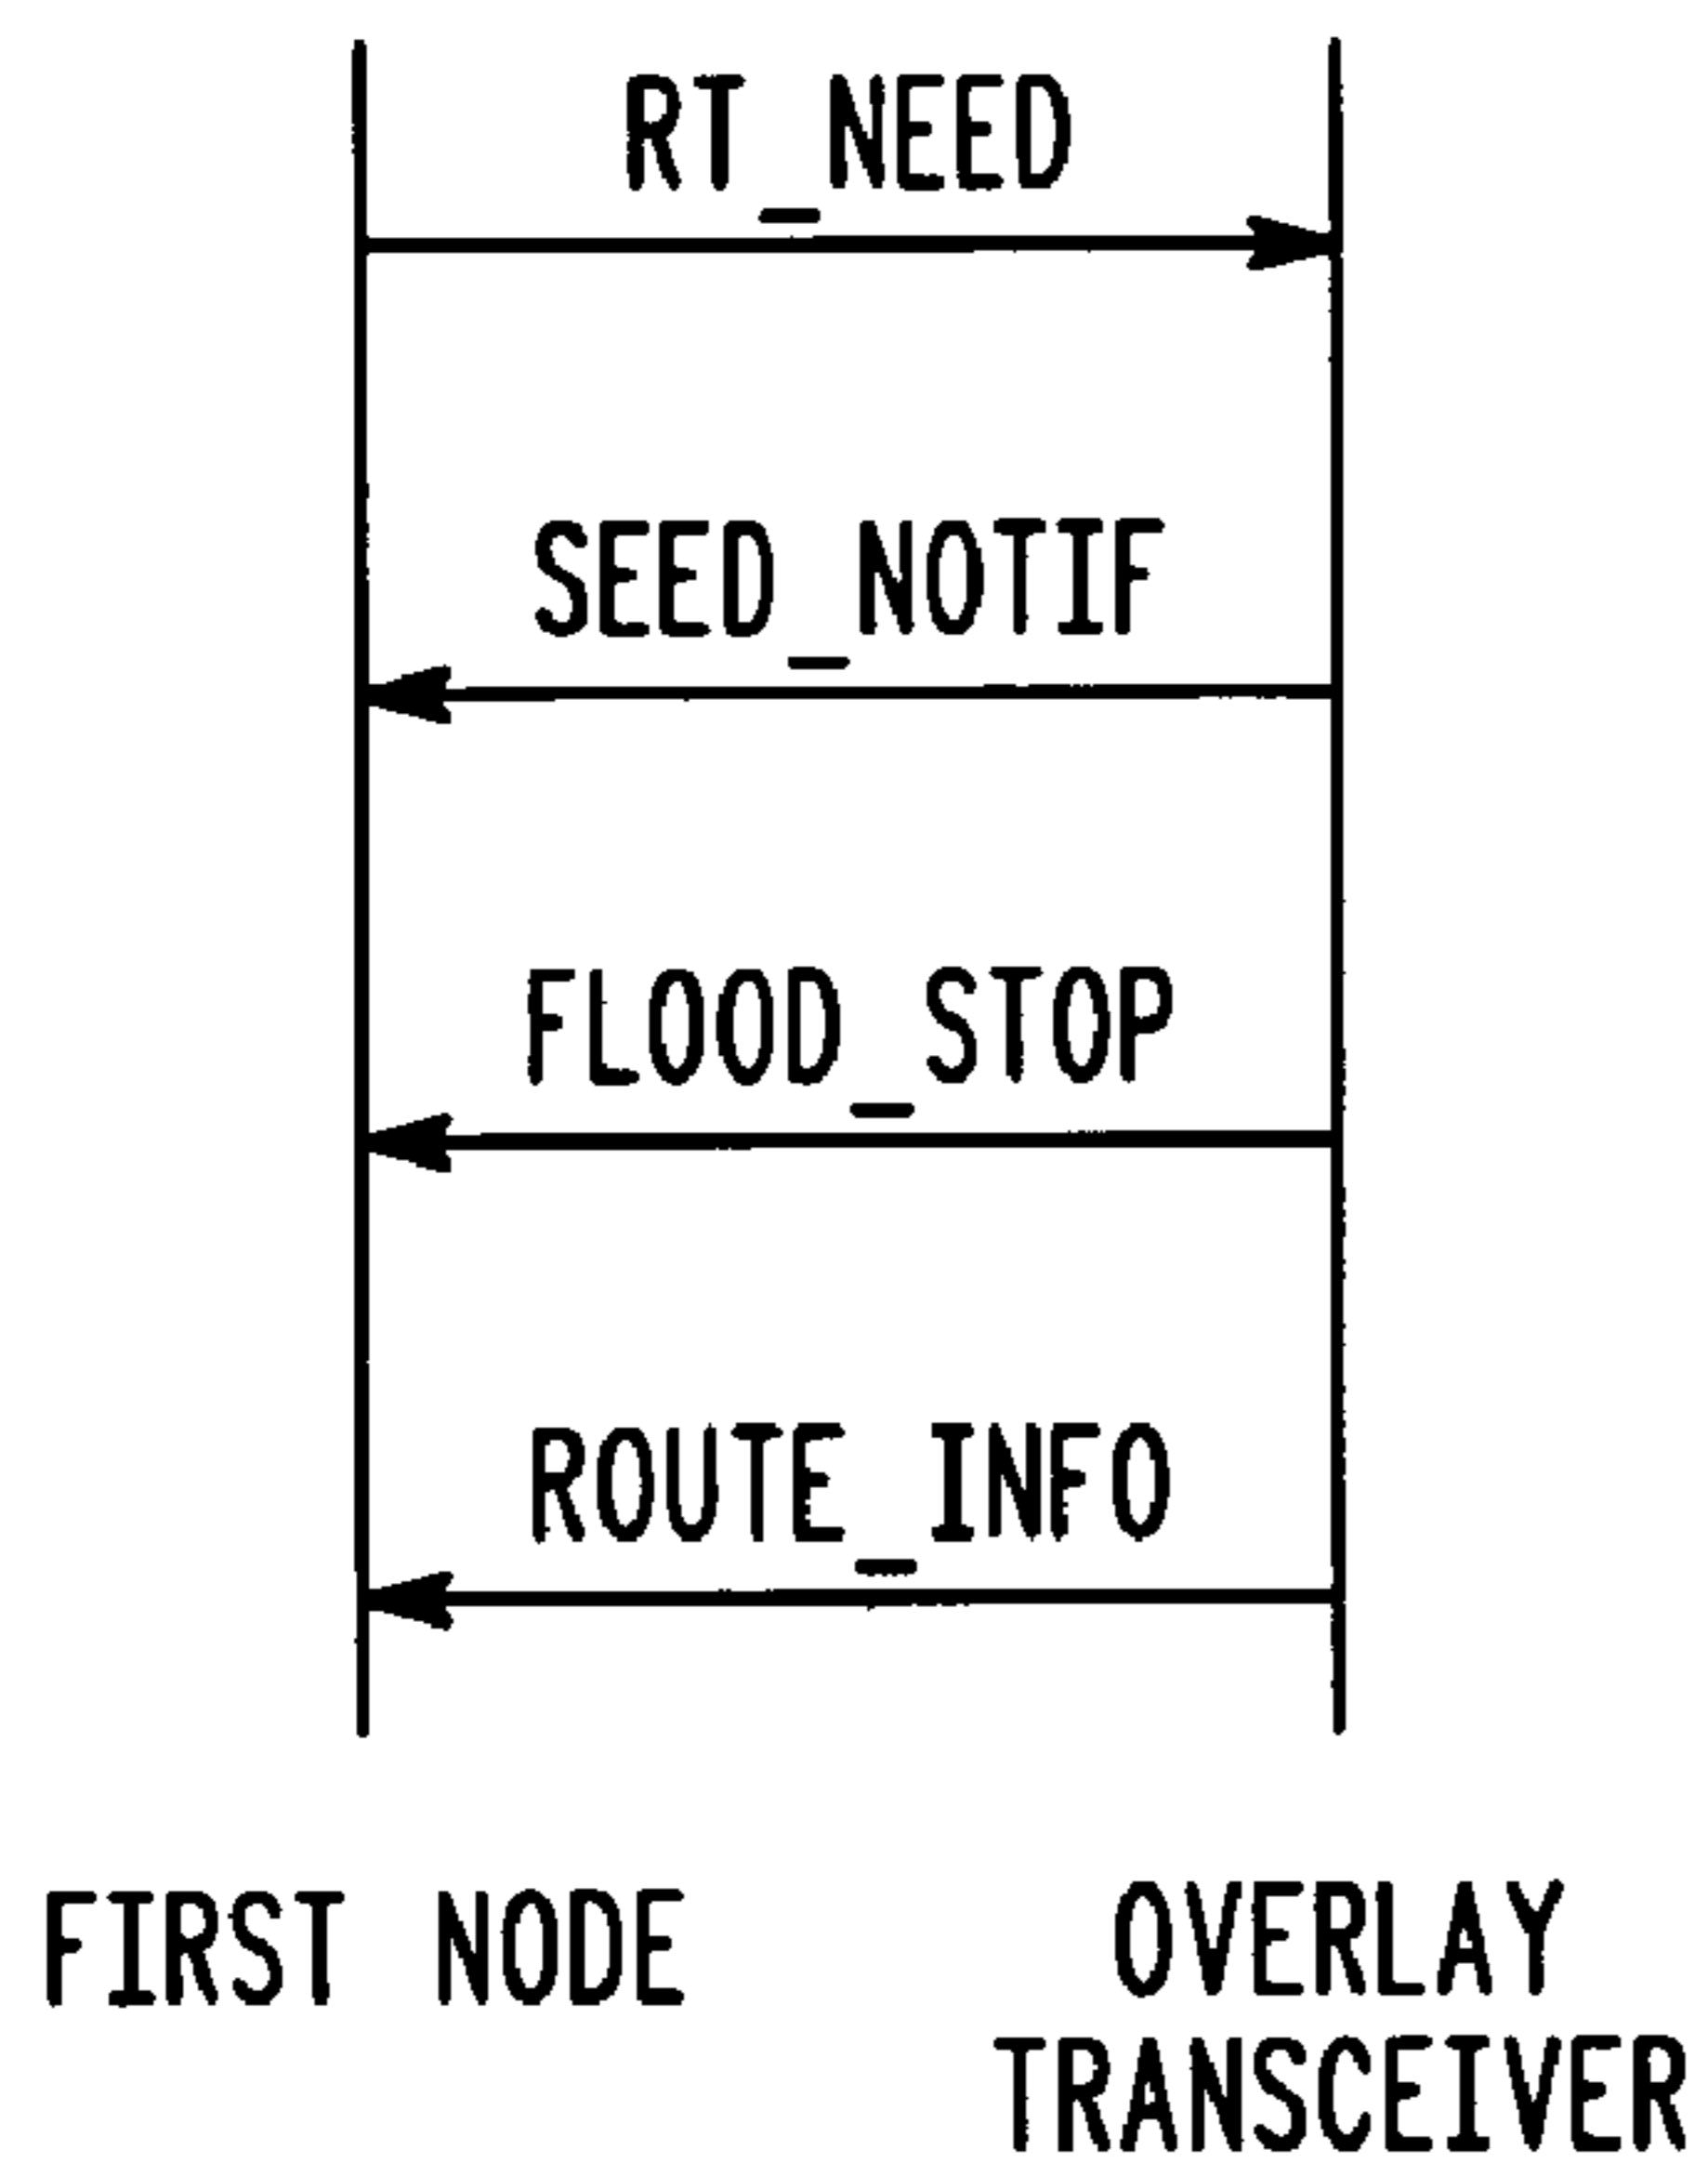 RT_NEED
SEED_NOTIF
FLOOD_STOP
ROUTE_INFO
FIRST NODE
OVERLAY
TRANSCEIVER